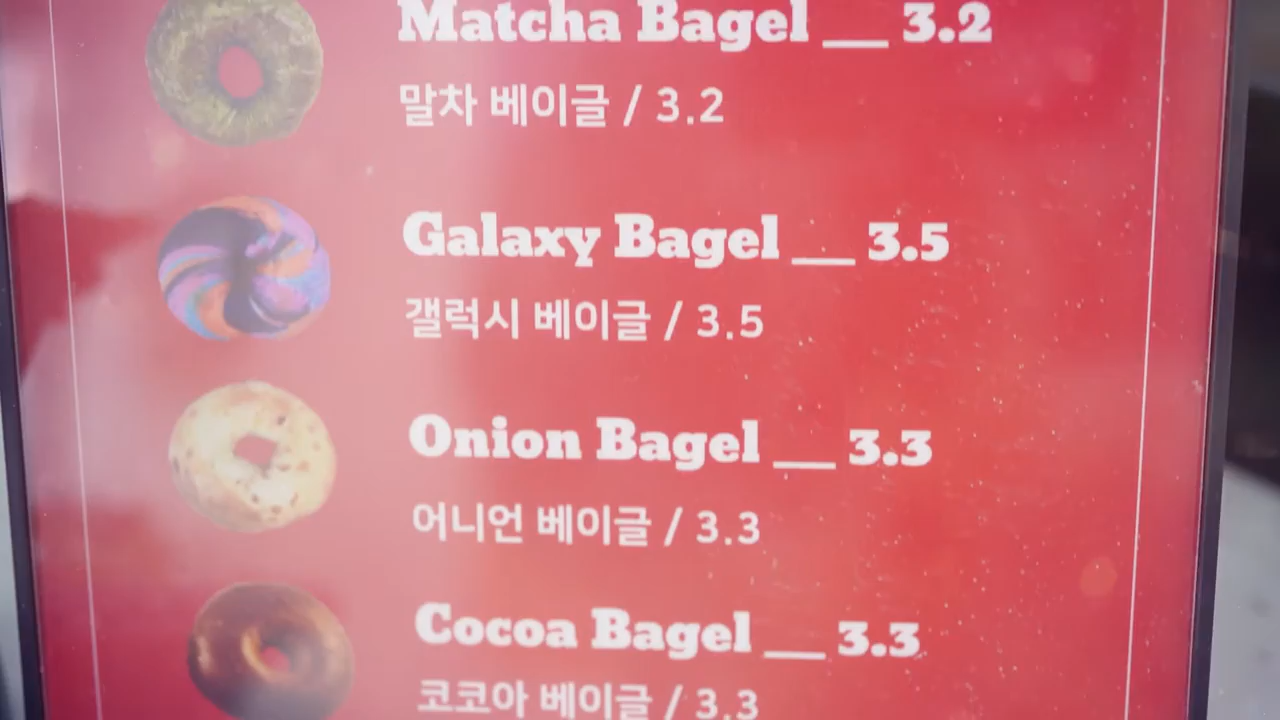 Matcha Bagel __ 3.2
말차 베이글 / 3.2
Galaxy Bagel __ 3.5
갤럭시 베이글 / 3.5
Onion Bagel __ 3.3
어니언 베이글 / 3.3
Cocoa Bagel __ 3.3
코코아 베이글 / 3.3